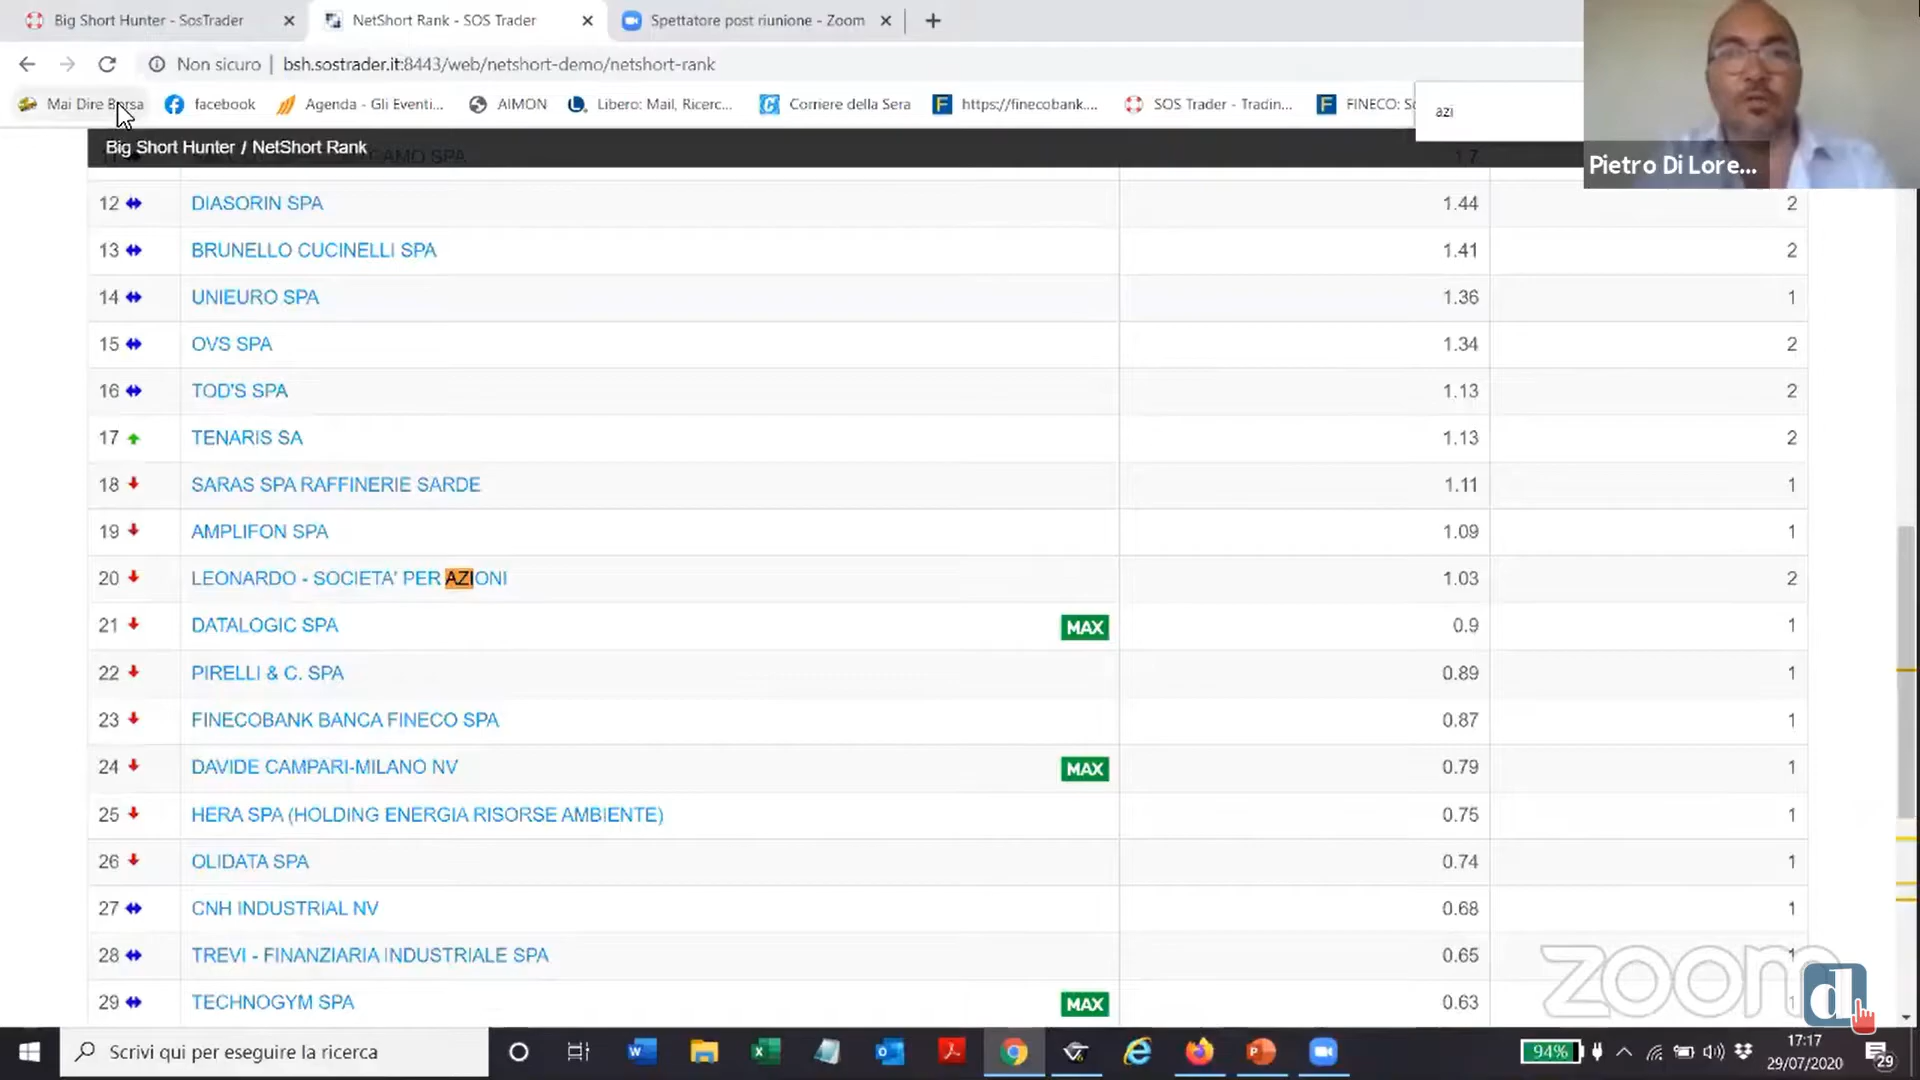 Big Short Hunter - SosTrader
NetShort Rank - SOS Trader
Spettatore post riunione - Zoom
Non sicuro
bsh.sostrader.it:8443/web/netshort-demo/netshort-rank
Mai Dire Borsa
facebook
Agenda - Gli Eventi...
AIMON
Libero: Mail, Ricerc...
Corriere della Sera
https://finecobank....
SOS Trader - Tradin...
FINECO:
azi
Pietro Di Lore...
Big Short Hunter / NetShort Rank
11 1.7
12 DIASORIN SPA 1.44 2
13 BRUNELLO CUCINELLI SPA 1.41 2
14 UNIEURO SPA 1.36 1
15 OVS SPA 1.34 2
16 TOD'S SPA 1.13 2
17 TENARIS SA 1.13 2
18 SARAS SPA RAFFINERIE SARDE 1.11 1
19 AMPLIFON SPA 1.09 1
20 LEONARDO - SOCIETA' PER AZIONI 1.03 2
21 DATALOGIC SPA MAX 0.9 1
22 PIRELLI & C. SPA 0.89 1
23 FINECOBANK BANCA FINECO SPA 0.87 1
24 DAVIDE CAMPARI-MILANO NV MAX 0.79 1
25 HERA SPA (HOLDING ENERGIA RISORSE AMBIENTE) 0.75 1
26 OLIDATA SPA 0.74 1
27 CNH INDUSTRIAL NV 0.68 1
28 TREVI - FINANZIARIA INDUSTRIALE SPA 0.65 1
29 TECHNOGYM SPA MAX 0.63 1
zoom
d
Scrivi qui per eseguire la ricerca
94%
17:17
29/07/2020
29